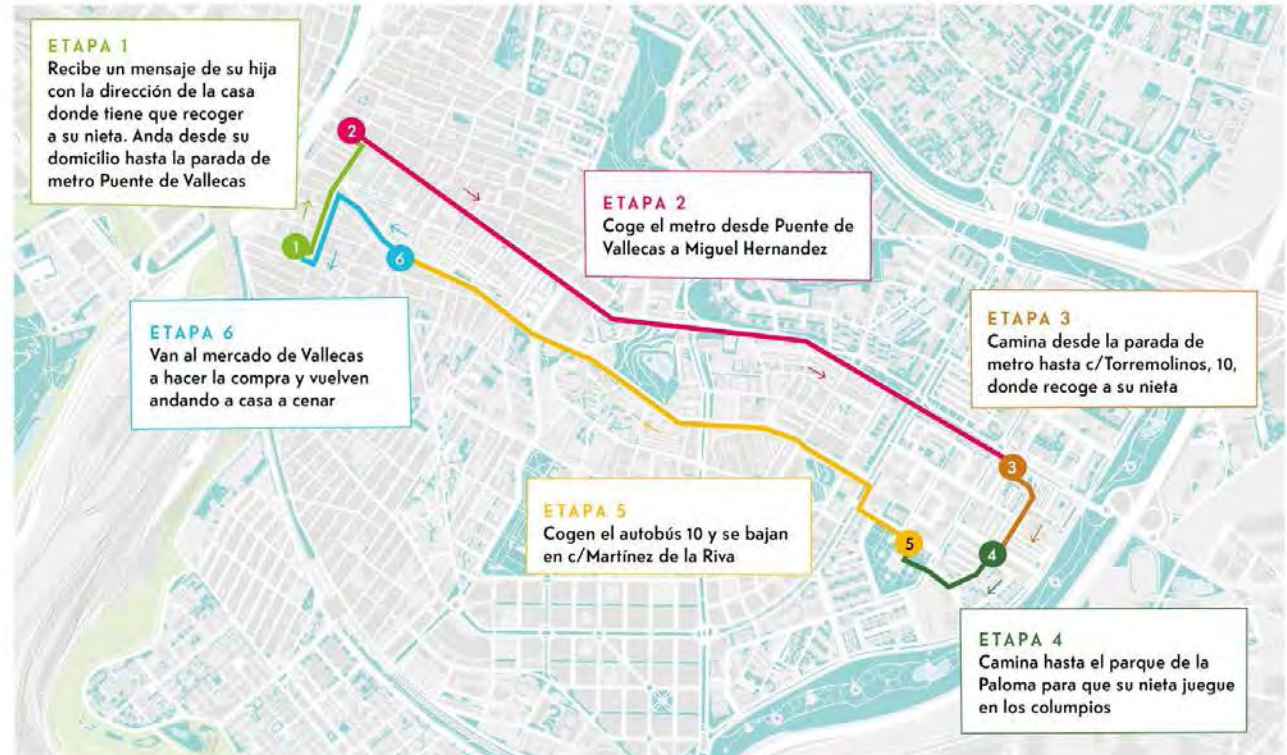 ETAPA 1
Recibe un mensaje de su hija
con la dirección de la casa
donde tiene que recoger
a su nieta. Anda desde su
domicilio hasta la parada de
metro Puente de Vallecas
2
ETAPA 2
Coge el metro desde Puente de
Vallecas a Miguel Hernandez
1
6
ETAPA 6
Van al mercado de Vallecas
a hacer la compra y vuelven
andando a casa a cenar
ETAPA 3
Camina desde la parada de
metro hasta c/Torremolinos, 10,
donde recoge a su nieta
3
ETAPA 5
Cogen el autobús 10 y se bajan
en c/Martínez de la Riva
5
4
ETAPA 4
Camina hasta el parque de la
Paloma para que su nieta juegue
en los columpios